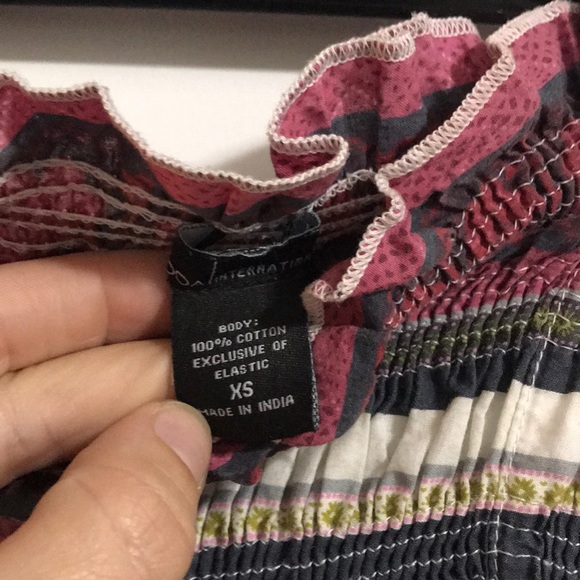 BODY:
100% COTTON
EXCLUSIVE OF
ELASTIC
XS
MADE IN INDIA